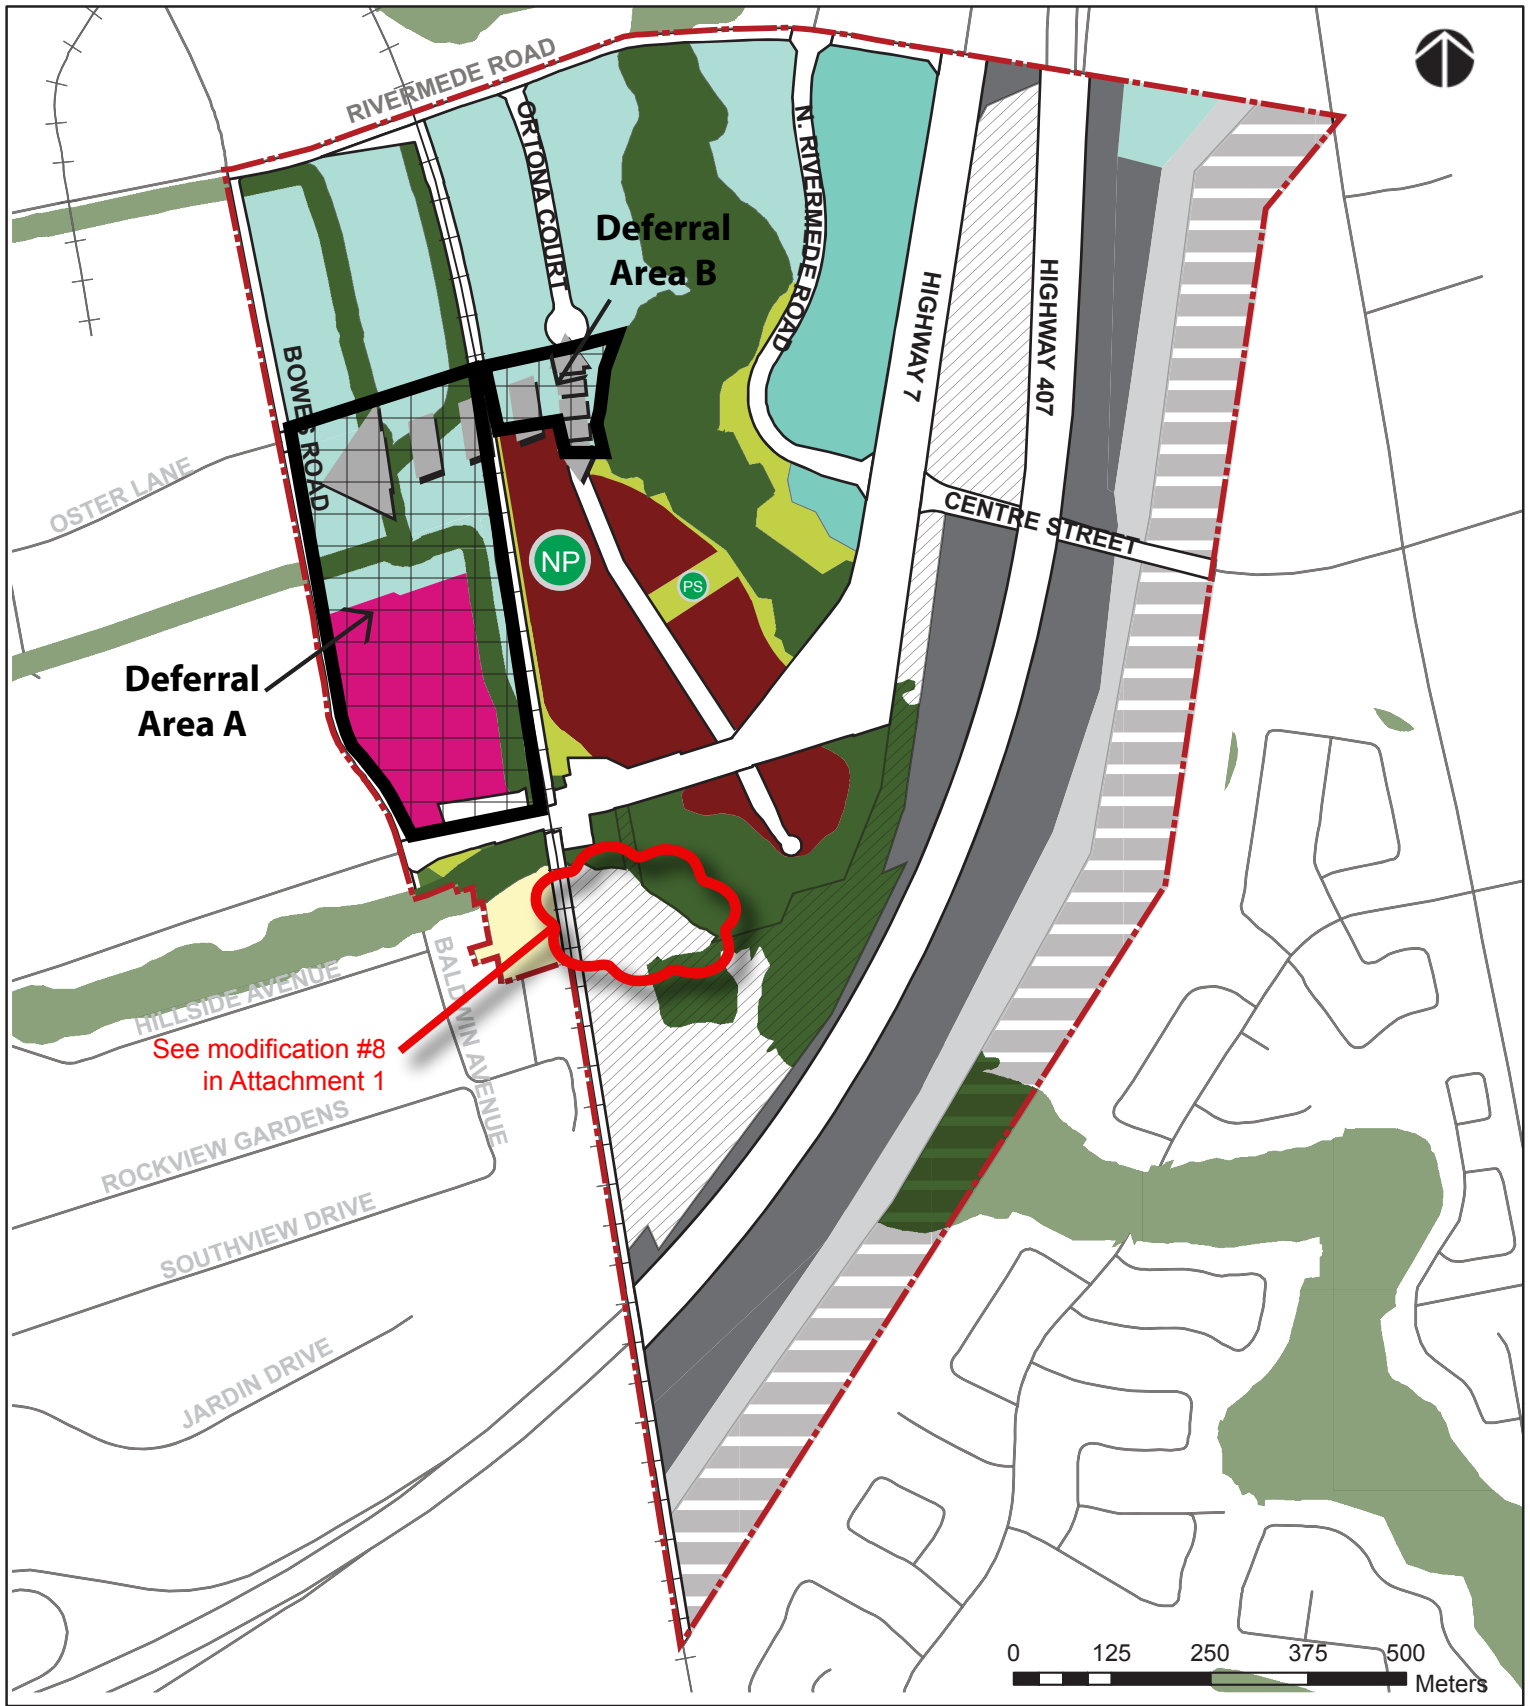 RIVERMEDE ROAD
ORTONA COURT
N. RIVERMEDE ROAD
Deferral
Area B
HIGHWAY 7
HIGHWAY 407
BOWES ROAD
OSTER LANE
CENTRE STREET
NP
PS
Deferral
Area A
HILLSIDE AVENUE
BALDWIN AVENUE
See modification #8
in Attachment 1
ROCKVIEW GARDENS
SOUTHVIEW DRIVE
JARDIN DRIVE
0 125 250 375 500
Meters